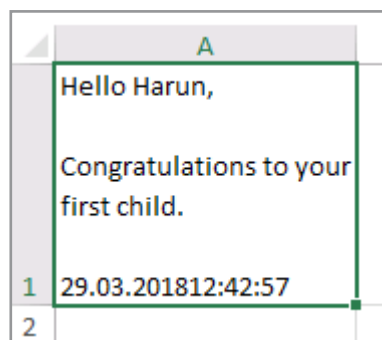 A
Hello Harun,
Congratulations to your
first child.
1 29.03.201812:42:57
2